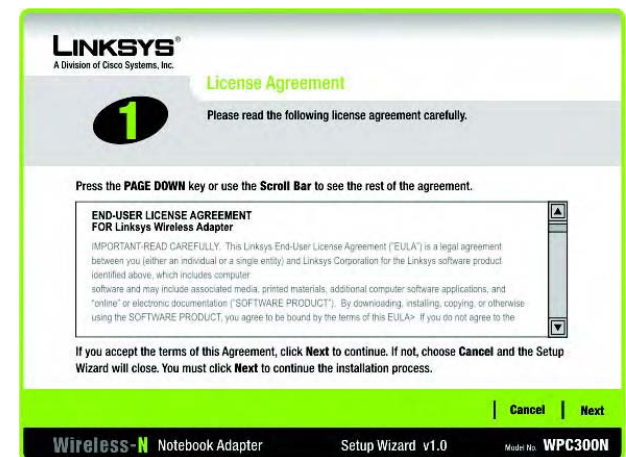 LINKSYS®
A Division of Cisco Systems, Inc.
License Agreement
1
Please read the following license agreement carefully.
Press the PAGE DOWN key or use the Scroll Bar to see the rest of the agreement.
END-USER LICENSE AGREEMENT
FOR Linksys Wireless Adapter
IMPORTANT-READ CAREFULLY. This Linksys End-User License Agreement ("EULA") is a legal agreement
between you (either an individual or a single entity) and Linksys Corporation for the Linksys software product
identified above, which includes computer
software and may include associated media, printed materials, additional computer software applications, and
"online" or electronic documentation ("SOFTWARE PRODUCT"). By downloading, installing, copying, or otherwise
using the SOFTWARE PRODUCT, you agree to be bound by the terms of this EULA> If you do not agree to the
If you accept the terms of this Agreement, click Next to continue. If not, choose Cancel and the Setup
Wizard will close. You must click Next to continue the installation process.
Cancel
Next
Wireless-N Notebook Adapter
Setup Wizard v1.0
Model No. WPC300N